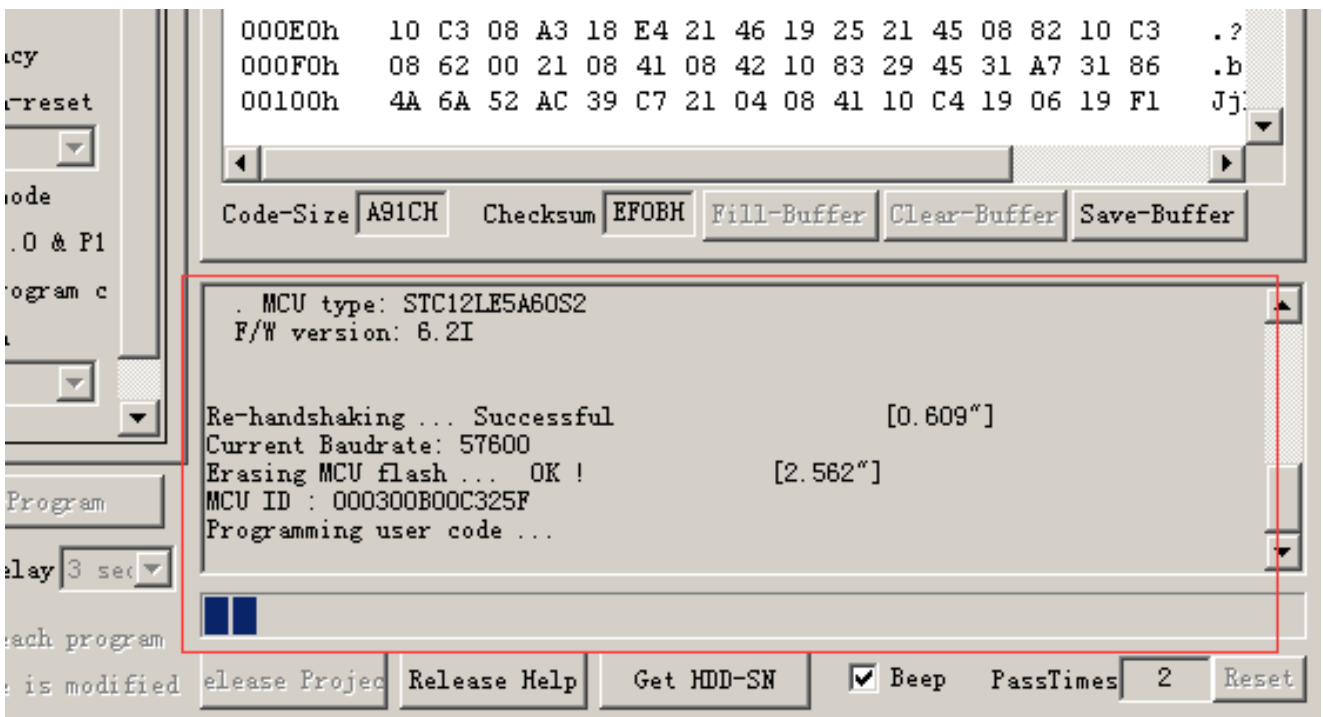 000E0h 10 C3 08 A3 18 E4 21 46 19 25 21 45 08 82 10 C3 .?
000F0h 08 62 00 21 08 41 08 42 10 83 29 45 31 A7 31 86 .b
00100h 4A 6A 52 AC 39 C7 21 04 08 41 10 C4 19 06 19 F1 Jj
-reset
.0 & P1
Code-Size A91CH Checksum EF0BH Fill-Buffer Clear-Buffer Save-Buffer
. MCU type: STC12LE5A60S2
F/W version: 6.2I
Re-handshaking ... Successful [0.609"]
Current Baudrate: 57600
Erasing MCU flash ... OK ! [2.562"]
MCU ID : 000300B00C325F
Programming user code ...
Program
elay 3 sec
each program
is modified
elease Projec Release Help Get HDD-SN Beep PassTimes 2 Reset